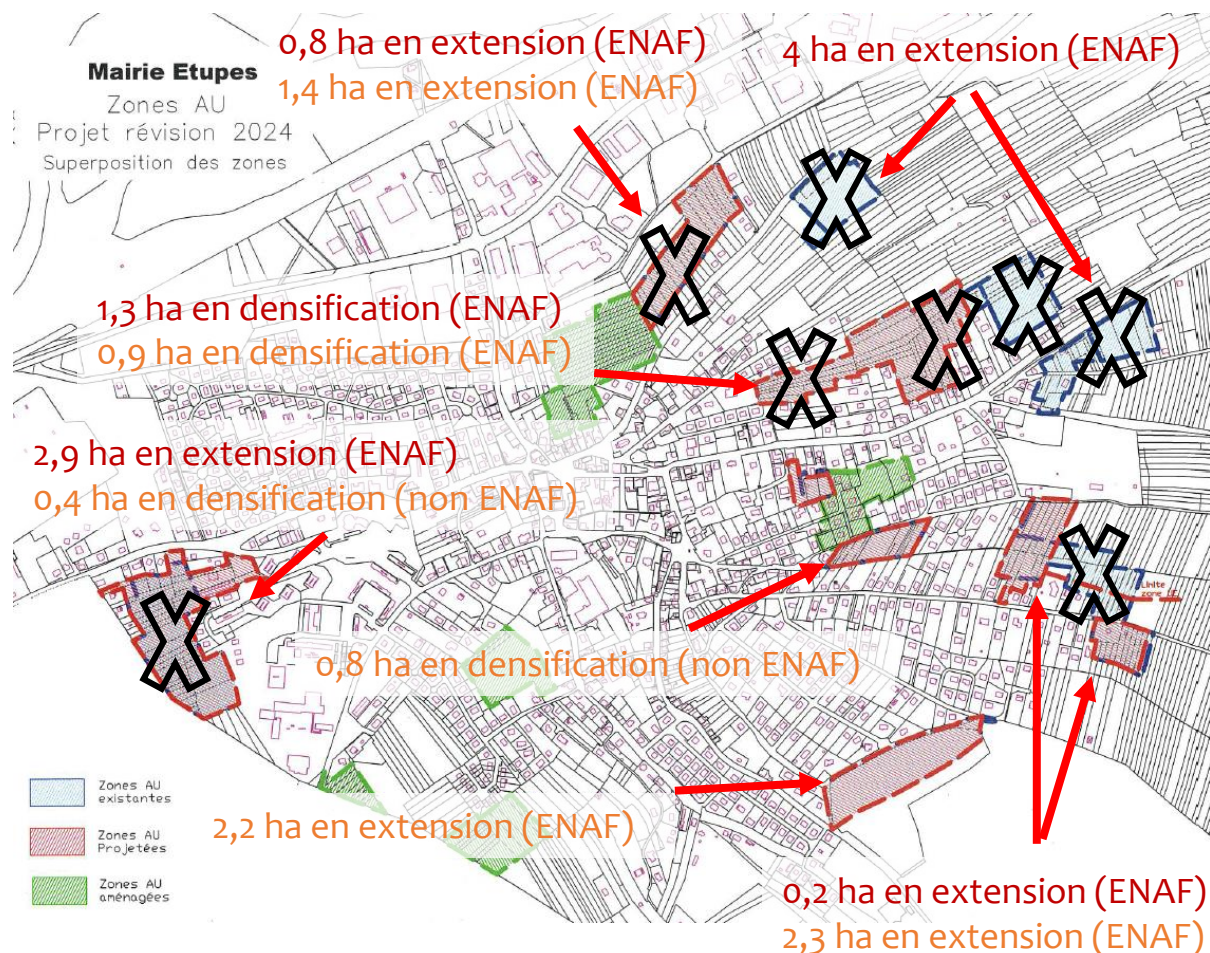 0,8 ha en extension (ENAF)
1,4 ha en extension (ENAF)
4 ha en extension (ENAF)
Mairie Etupes
Zones AU
Projet révision 2024
Superposition des zones
1,3 ha en densification (ENAF)
0,9 ha en densification (ENAF)
2,9 ha en extension (ENAF)
0,4 ha en densification (non ENAF)
Limite
zone
0,8 ha en densification (non ENAF)
2,2 ha en extension (ENAF)
Zones AU
existantes
Zones AU
Projetées
Zones AU
aménagées
0,2 ha en extension (ENAF)
2,3 ha en extension (ENAF)